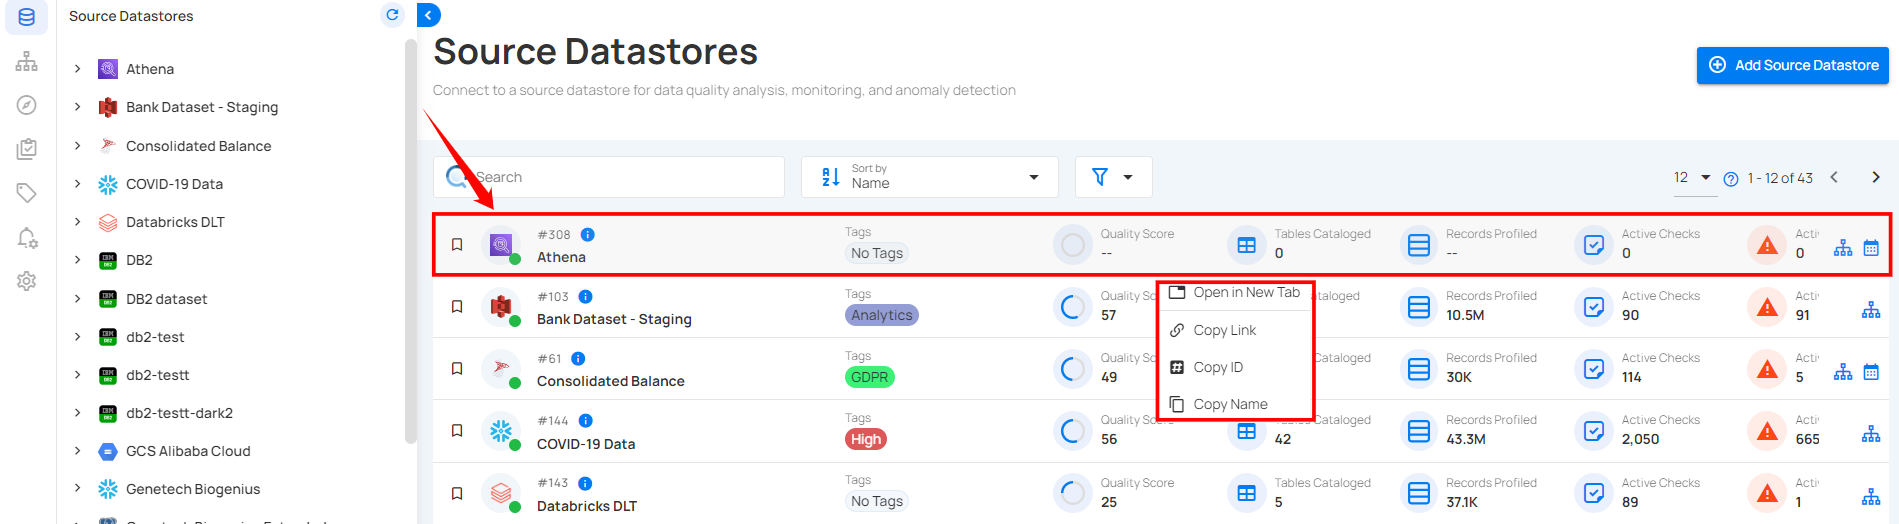 Source Datastores
Athena
Bank Dataset - Staging
Consolidated Balance
COVID-19 Data
Databricks DLT
DB2
DB2 dataset
db2-test
db2-testt
db2-testt-dark2
GCS Alibaba Cloud
Genetech Biogenius
Source Datastores
Connect to a source datastore for data quality analysis, monitoring, and anomaly detection
Add Source Datastore
Search
Sort by
Name
12
1 - 12 of 43
#308 Tags Quality Score Tables Cataloged Records Profiled Active Checks Acti
Athena No Tags -- 0 -- 0 0
#103 Tags Quality Sco Cataloged Records Profiled Active Checks Acti
Bank Dataset - Staging Analytics 57 10.5M 90 91
Open in New Tab
Copy Link
Copy ID
Copy Name
#61 Tags Quality Sco Cataloged Records Profiled Active Checks Acti
Consolidated Balance GDPR 49 30K 114 5
#144 Tags Quality Score Tables Cataloged Records Profiled Active Checks Acti
COVID-19 Data High 56 42 43.3M 2,050 665
#143 Tags Quality Score Tables Cataloged Records Profiled Active Checks Acti
Databricks DLT No Tags 25 5 37.1K 89 1